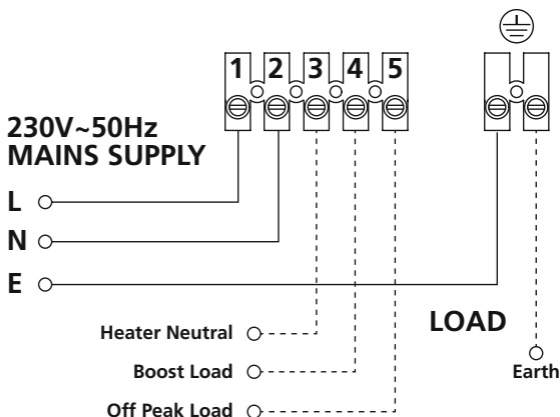 1 2 3 4 5
230V~50Hz
MAINS SUPPLY
L
N
E
LOAD
Heater Neutral
Boost Load
Earth
Off Peak Load